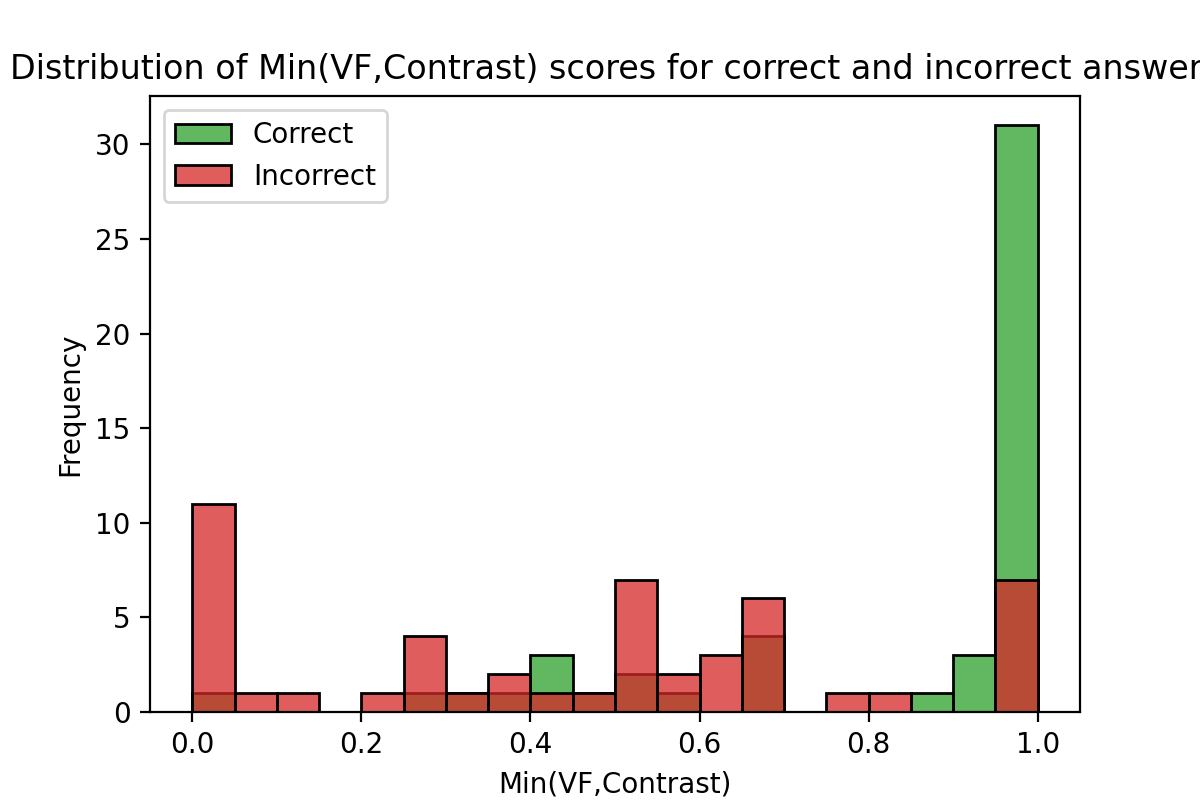 Distribution of Min(VF,Contrast) scores for correct and incorrect answer
Correct
Incorrect
30
25
20
15
10
5
0
Frequency
0.0 0.2 0.4 0.6 0.8 1.0
Min(VF,Contrast)